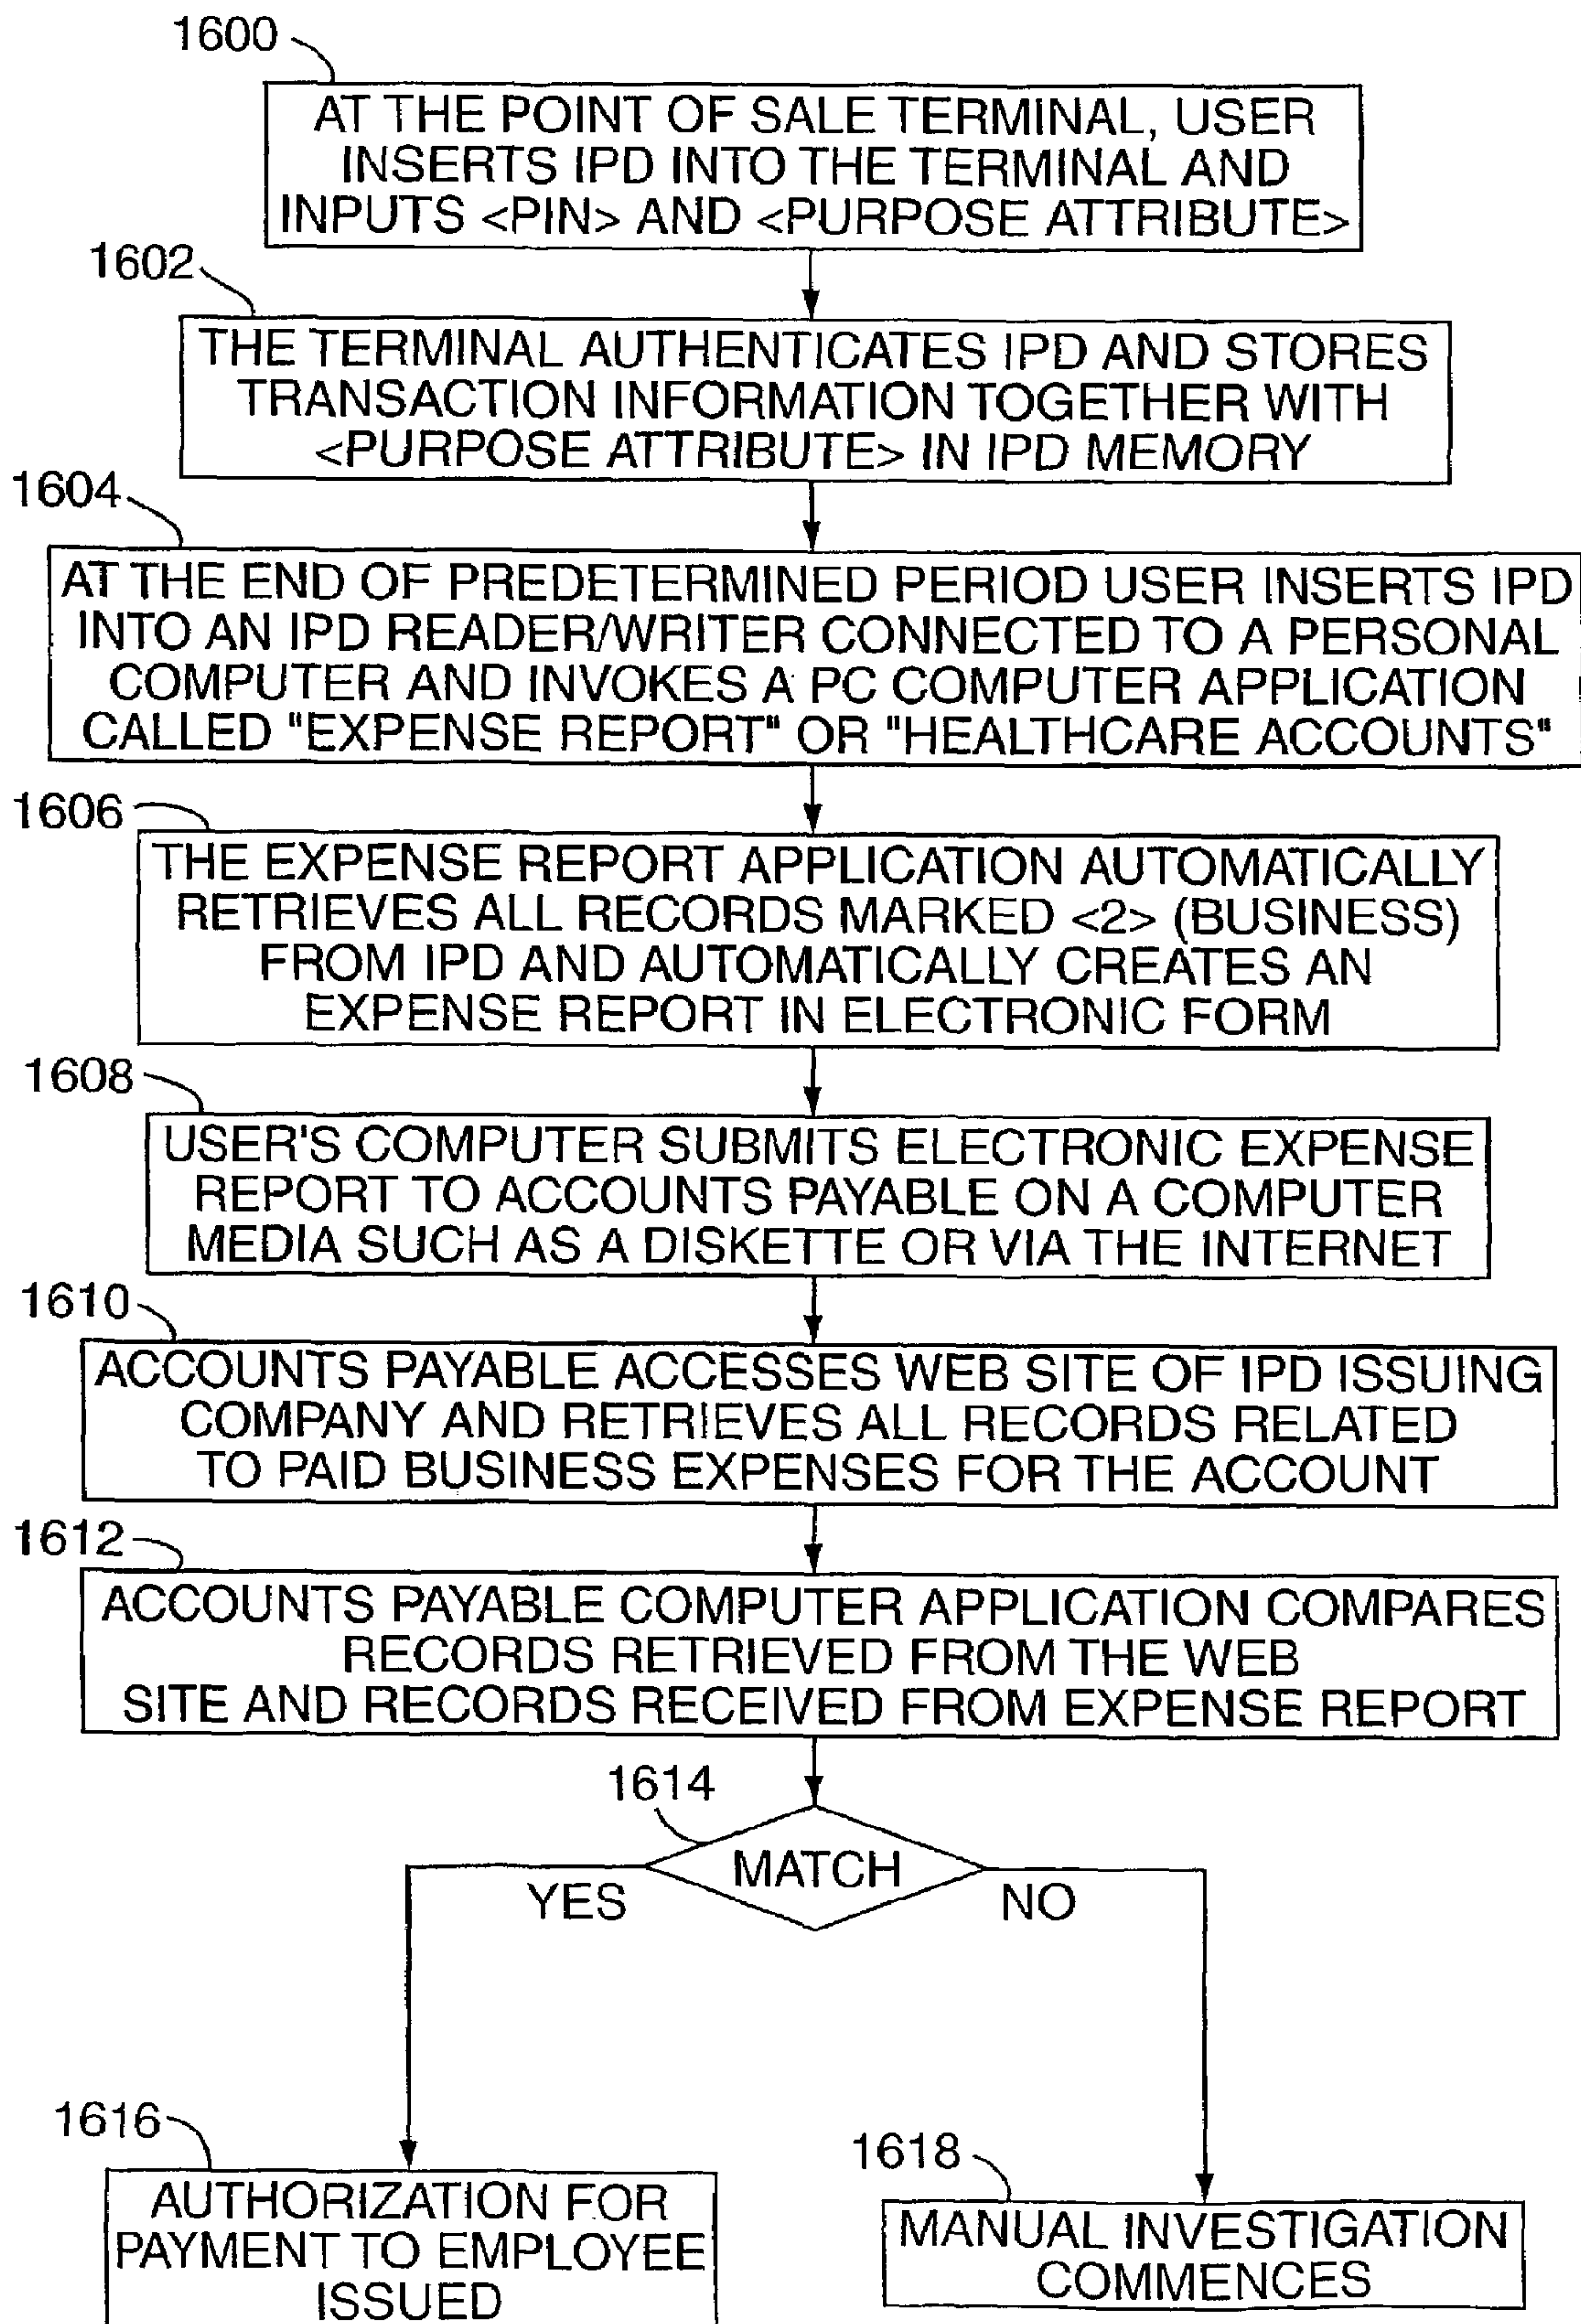 1600
AT THE POINT OF SALE TERMINAL, USER
INSERTS IPD INTO THE TERMINAL AND
INPUTS <PIN> AND <PURPOSE ATTRIBUTE>
1602
THE TERMINAL AUTHENTICATES IPD AND STORES
TRANSACTION INFORMATION TOGETHER WITH
<PURPOSE ATTRIBUTE> IN IPD MEMORY
1604
AT THE END OF PREDETERMINED PERIOD USER INSERTS IPD
INTO AN IPD READER/WRITER CONNECTED TO A PERSONAL
COMPUTER AND INVOKES A PC COMPUTER APPLICATION
CALLED "EXPENSE REPORT" OR "HEALTHCARE ACCOUNTS"
1606
THE EXPENSE REPORT APPLICATION AUTOMATICALLY
RETRIEVES ALL RECORDS MARKED <2> (BUSINESS)
FROM IPD AND AUTOMATICALLY CREATES AN
EXPENSE REPORT IN ELECTRONIC FORM
1608
USER'S COMPUTER SUBMITS ELECTRONIC EXPENSE
REPORT TO ACCOUNTS PAYABLE ON A COMPUTER
MEDIA SUCH AS A DISKETTE OR VIA THE INTERNET
1610
ACCOUNTS PAYABLE ACCESSES WEB SITE OF IPD ISSUING
COMPANY AND RETRIEVES ALL RECORDS RELATED
TO PAID BUSINESS EXPENSES FOR THE ACCOUNT
1612
ACCOUNTS PAYABLE COMPUTER APPLICATION COMPARES
RECORDS RETRIEVED FROM THE WEB
SITE AND RECORDS RECEIVED FROM EXPENSE REPORT
1614
MATCH
YES
NO
1616
AUTHORIZATION FOR
PAYMENT TO EMPLOYEE
ISSUED
1618
MANUAL INVESTIGATION
COMMENCES